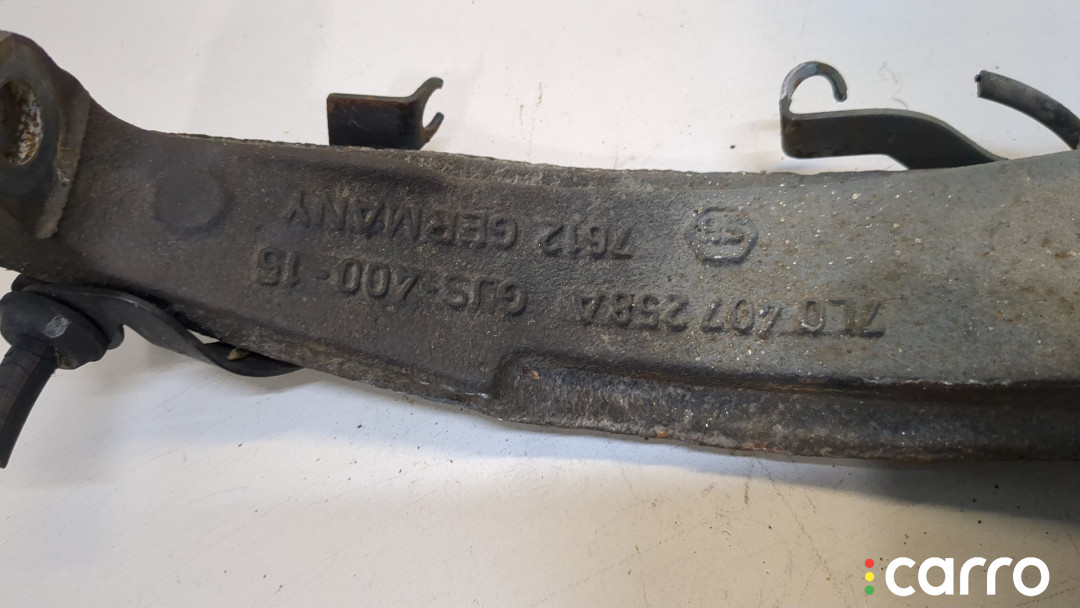 7L0 407 258A GJS-400-15
7612 GERMANY
carro